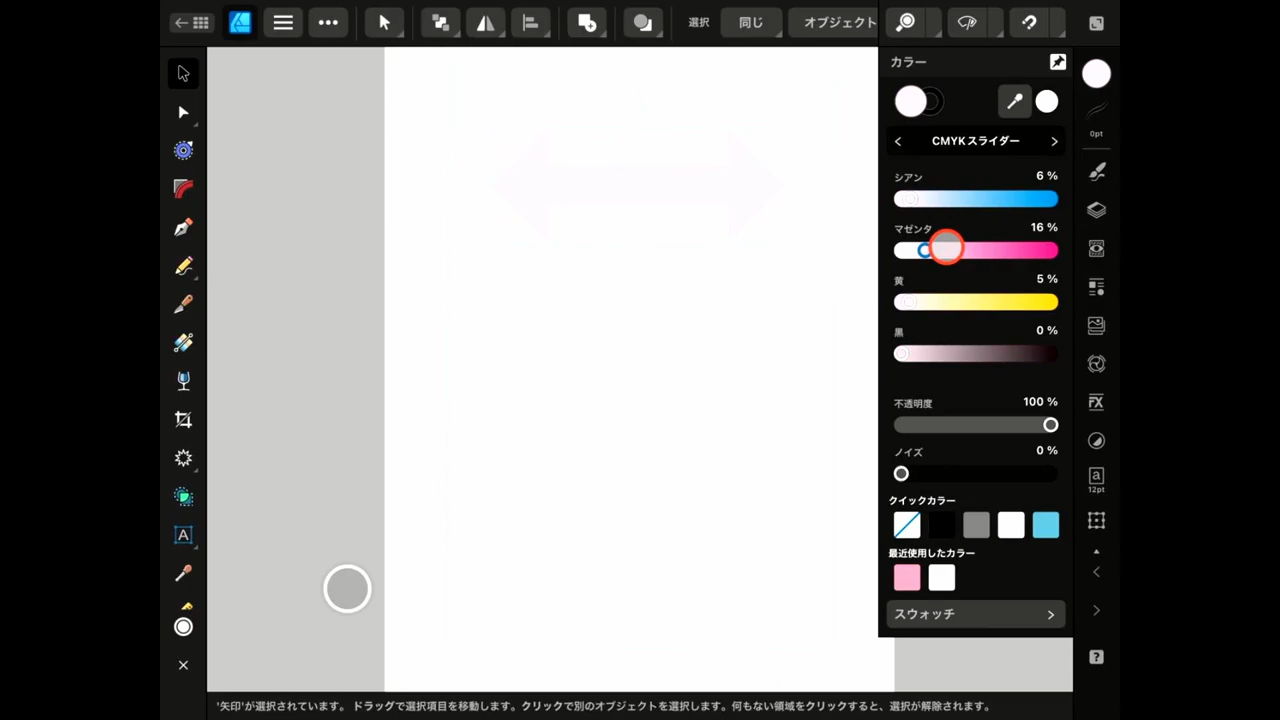 選択
同じ
オブジェクト
カラー
CMYKスライダー
シアン
6 %
マゼンタ
16 %
黄
5 %
黒
0 %
不透明度
100 %
ノイズ
0 %
クイックカラー
最近使用したカラー
スウォッチ
0pt
FX
a
12pt
A
?
'矢印'が選択されています。 ドラッグで選択項目を移動します。クリックで別のオブジェクトを選択します。何もない領域をクリックすると、選択が解除されます。